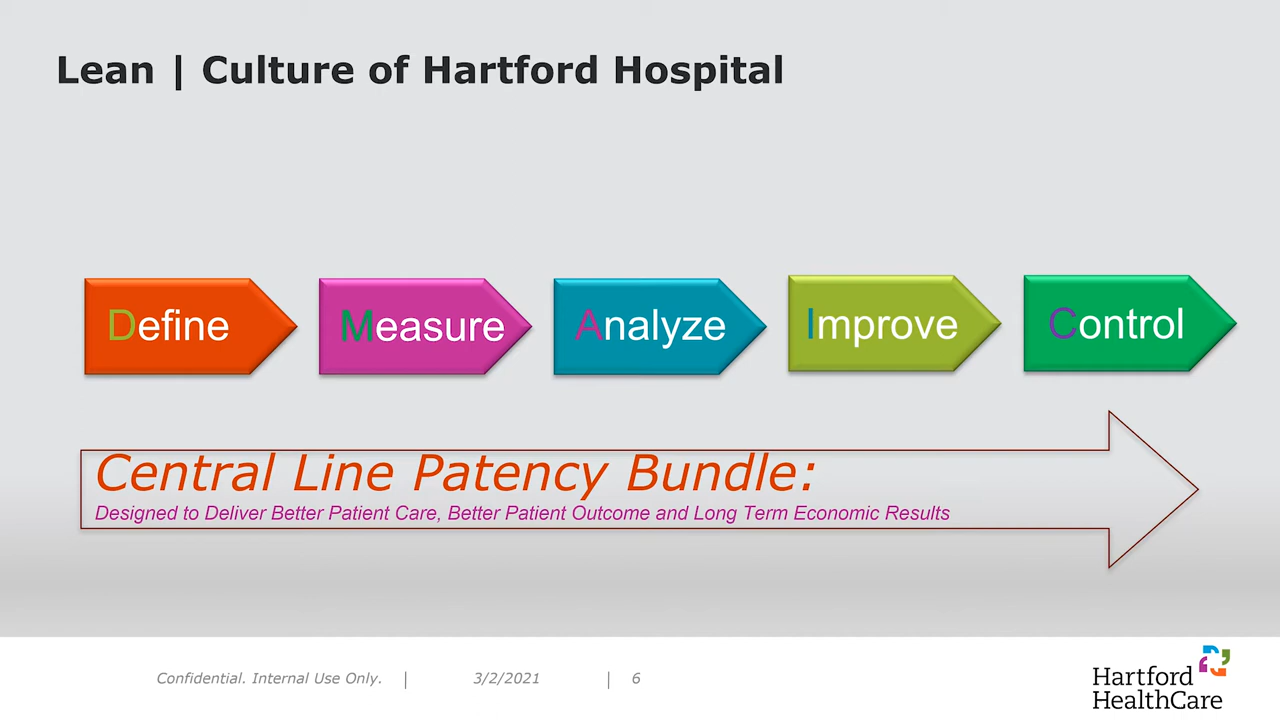 Lean | Culture of Hartford Hospital
Define
Measure
Analyze
Improve
Control
Central Line Patency Bundle:
Designed to Deliver Better Patient Care, Better Patient Outcome and Long Term Economic Results
Confidential. Internal Use Only. | 3/2/2021 | 6
Hartford
HealthCare